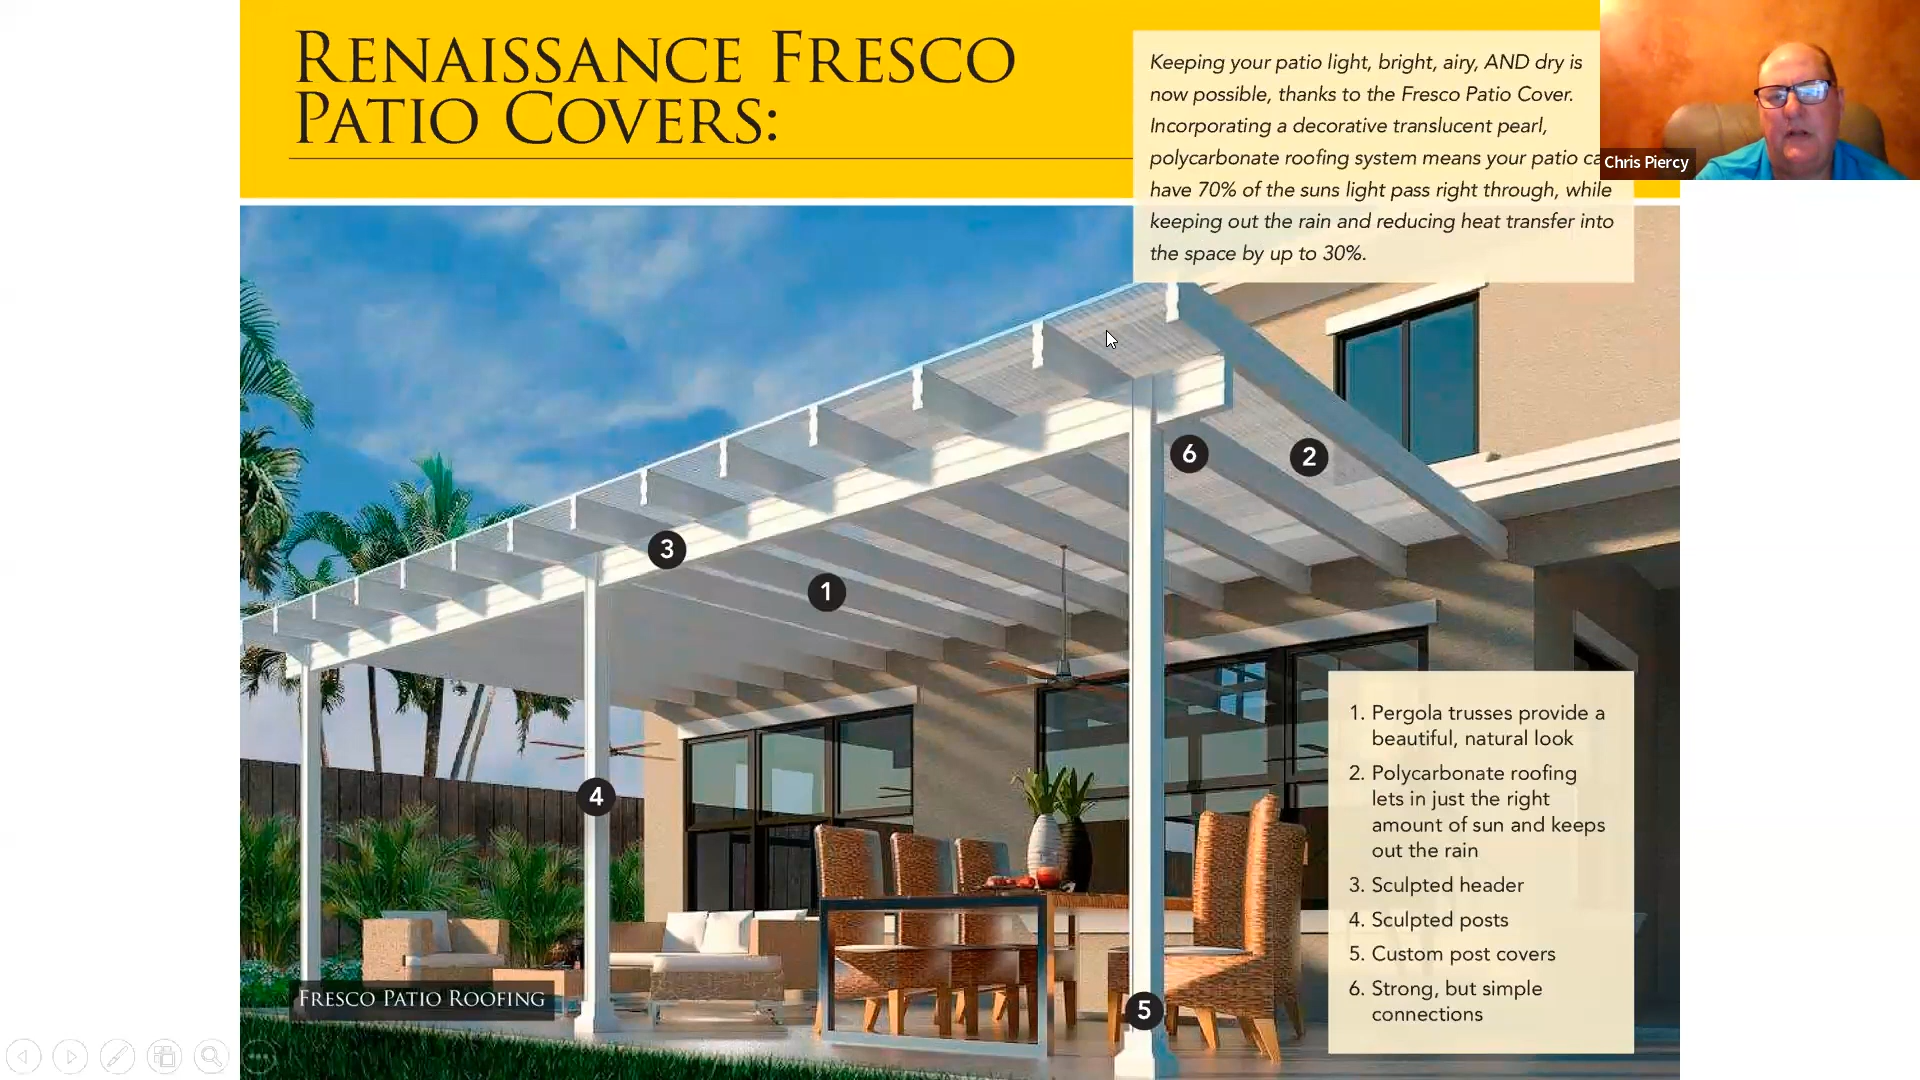 RENAISSANCE FRESCO
PATIO COVERS:
Keeping your patio light, bright, airy, AND dry is
now possible, thanks to the Fresco Patio Cover.
Incorporating a decorative translucent pearl,
polycarbonate roofing system means your patio ca
have 70% of the suns light pass right through, while
keeping out the rain and reducing heat transfer into
the space by up to 30%.
Chris Piercy
6
2
3
1
4
5
1. Pergola trusses provide a
beautiful, natural look
2. Polycarbonate roofing
lets in just the right
amount of sun and keeps
out the rain
3. Sculpted header
4. Sculpted posts
5. Custom post covers
6. Strong, but simple
connections
FRESCO PATIO ROOFING